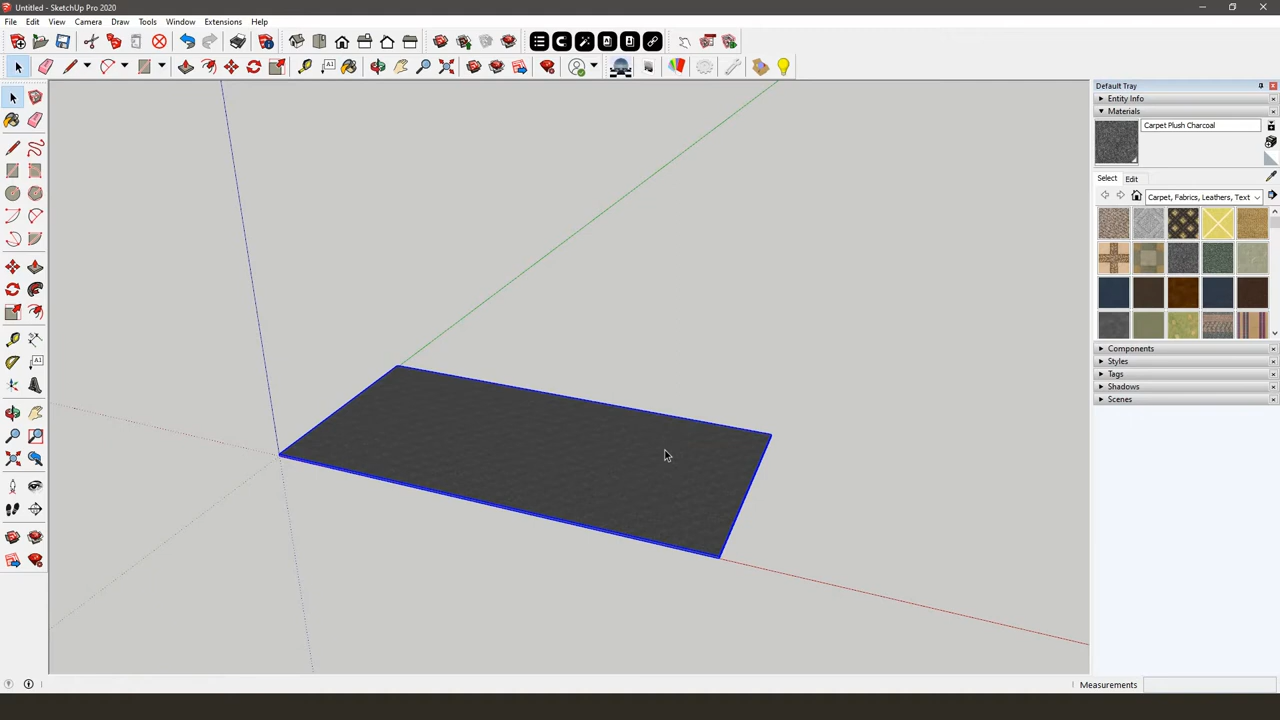 Untitled - SketchUp Pro 2020
File Edit View Camera Draw Tools Window Extensions Help
Default Tray
Entity Info
Materials
Carpet Plush Charcoal
Select Edit
Carpet, Fabrics, Leathers, Text
Components
Styles
Tags
Shadows
Scenes
Measurements